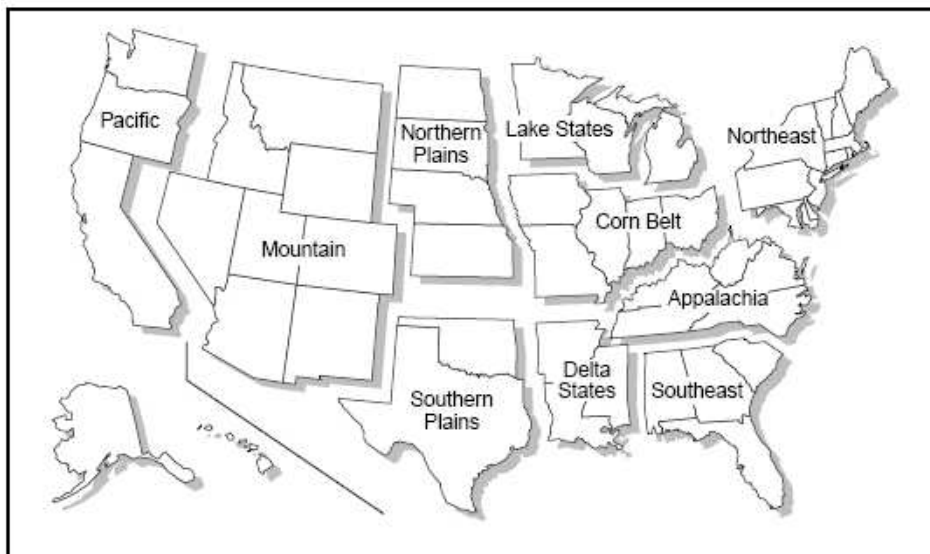 Pacific
Northern
Plains
Lake States
Northeast
Corn Belt
Mountain
Appalachia
Delta
States
Southeast
Southern
Plains